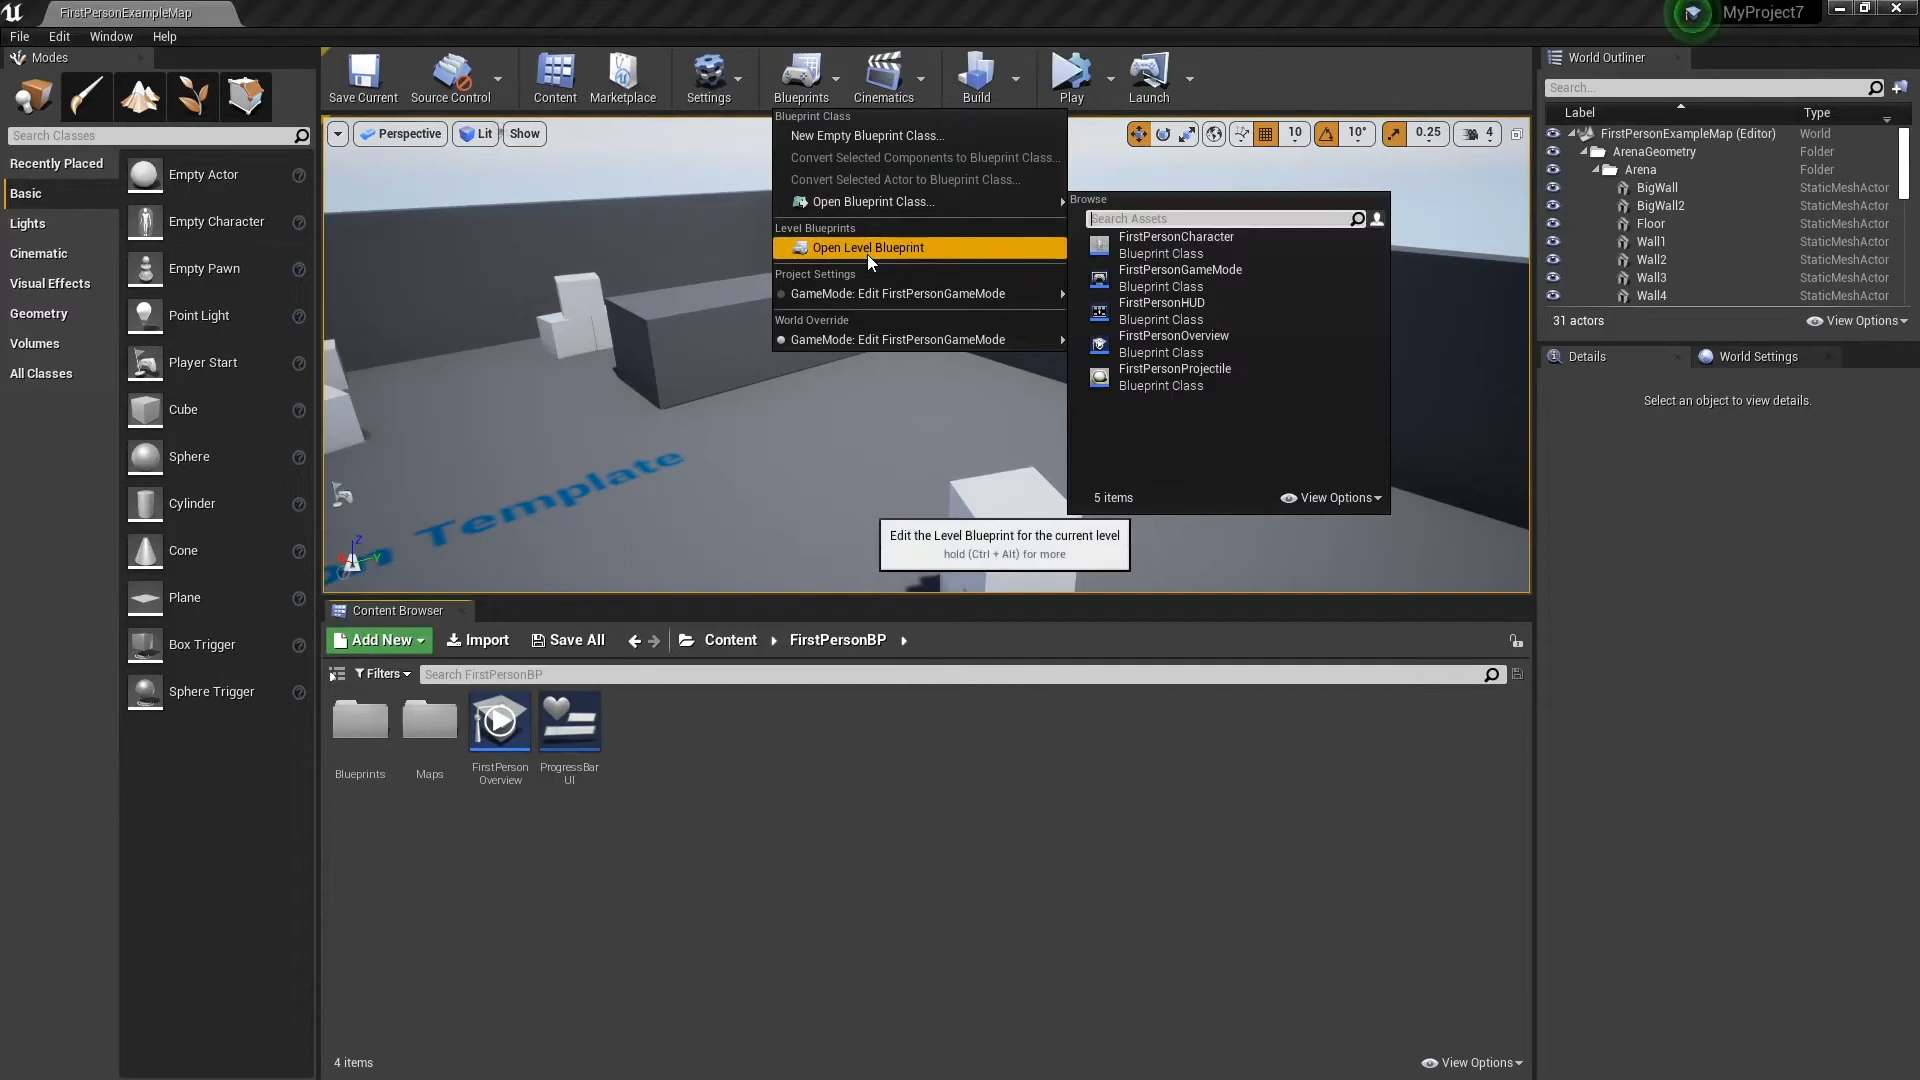 FirstPersonExampleMap
MyProject7
File Edit Window Help
Modes
Search Classes
Recently Placed
Basic
Lights
Cinematic
Visual Effects
Geometry
Volumes
All Classes
Empty Actor
Empty Character
Empty Pawn
Point Light
Player Start
Cube
Sphere
Cylinder
Cone
Plane
Box Trigger
Sphere Trigger
Save Current Source Control Content Marketplace Settings Blueprints Cinematics Build Play Launch
Perspective Lit Show
10 10° 0.25 4
Blueprint Class
New Empty Blueprint Class...
Convert Selected Components to Blueprint Class...
Convert Selected Actor to Blueprint Class...
Open Blueprint Class...
Level Blueprints
Open Level Blueprint
Project Settings
GameMode: Edit FirstPersonGameMode
World Override
GameMode: Edit FirstPersonGameMode
Browse
Search Assets
FirstPersonCharacter
Blueprint Class
FirstPersonGameMode
Blueprint Class
FirstPersonHUD
Blueprint Class
FirstPersonOverview
Blueprint Class
FirstPersonProjectile
Blueprint Class
5 items View Options
Template
Z
Y
Edit the Level Blueprint for the current level
hold (Ctrl + Alt) for more
Content Browser
Add New Import Save All Content FirstPersonBP
Filters Search FirstPersonBP
Blueprints
Maps
FirstPerson
Overview
ProgressBar
UI
4 items View Options
World Outliner
Search...
Label Type
FirstPersonExampleMap (Editor) World
ArenaGeometry Folder
Arena Folder
BigWall StaticMeshActor
BigWall2 StaticMeshActor
Floor StaticMeshActor
Wall1 StaticMeshActor
Wall2 StaticMeshActor
Wall3 StaticMeshActor
Wall4 StaticMeshActor
31 actors View Options
Details World Settings
Select an object to view details.